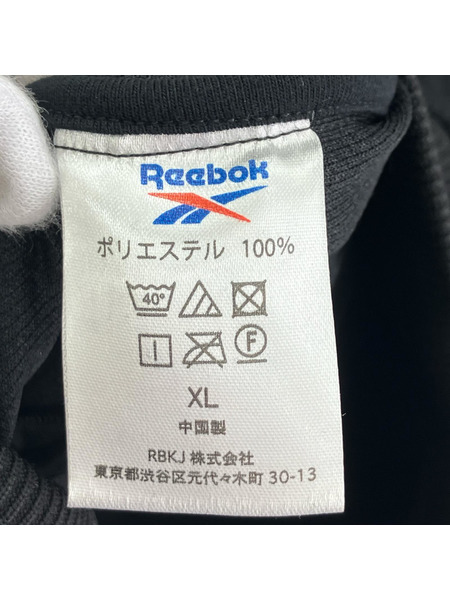 Reebok
ポリエステル 100%
40°
F
XL
中国製
RBKJ 株式会社
東京都渋谷区元代々木町 30-13